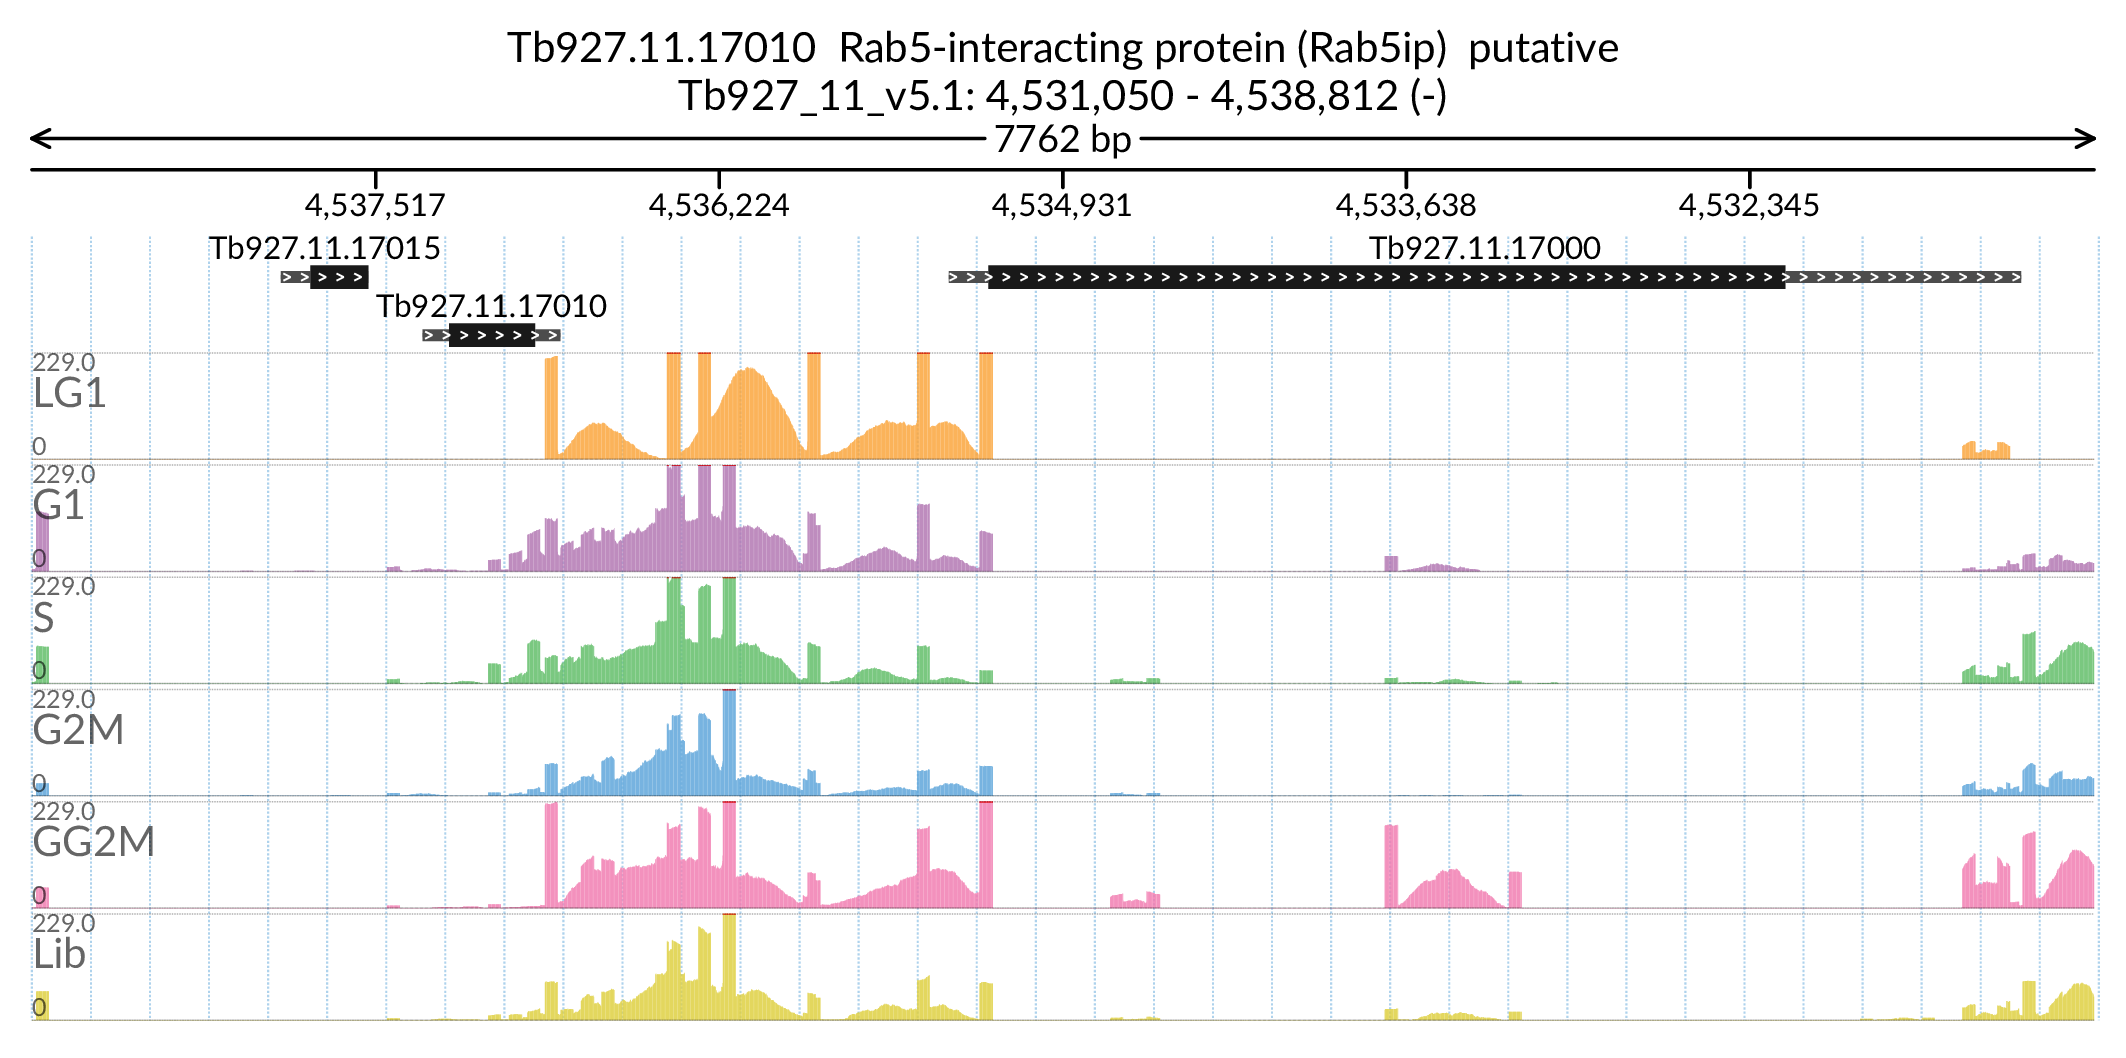 Tb927.11.17010 Rab5-interacting protein (Rab5ip) putative
Tb927_11_v5.1: 4,531,050 - 4,538,812 (-)
7762 bp
4,537,517 4,536,224 4,534,931 4,533,638 4,532,345
Tb927.11.17015 Tb927.11.17000
Tb927.11.17010
229.0
LG1
0
229.0
G1
0
229.0
S
0
229.0
G2M
0
229.0
GG2M
0
229.0
Lib
0